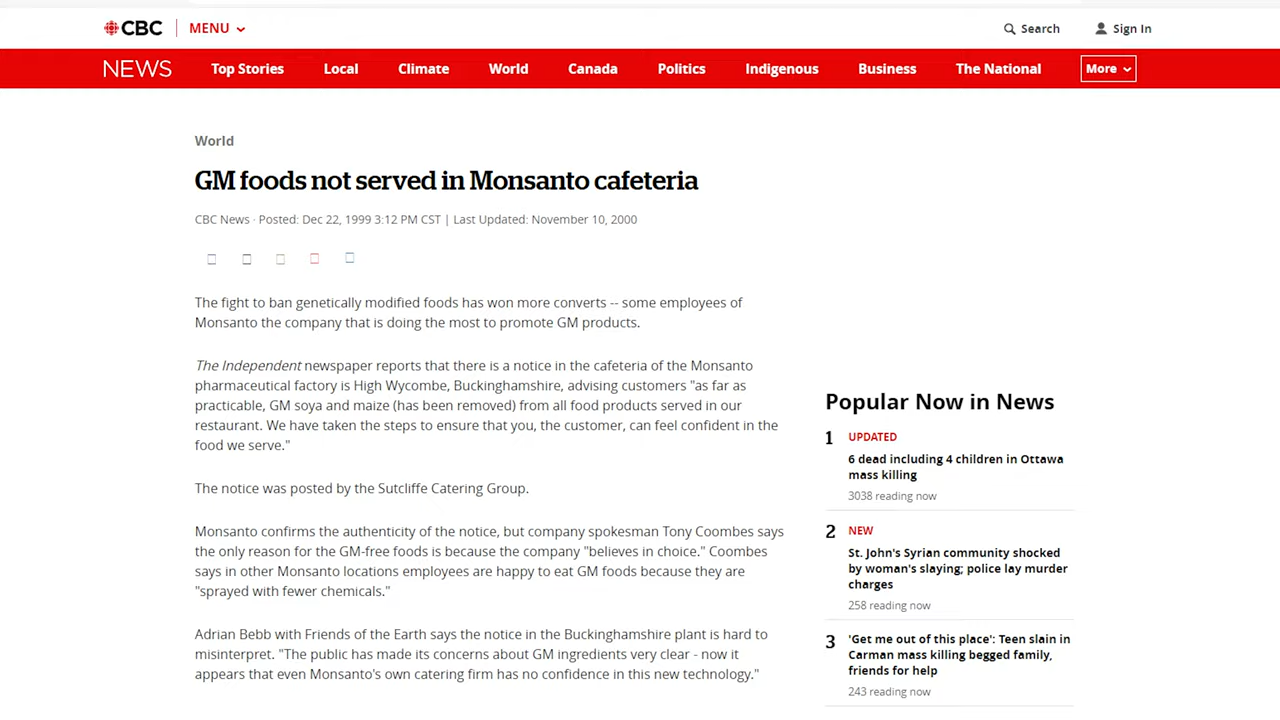 CBC MENU Search Sign In
NEWS Top Stories Local Climate World Canada Politics Indigenous Business The National More
World
GM foods not served in Monsanto cafeteria
CBC News · Posted: Dec 22, 1999 3:12 PM CST | Last Updated: November 10, 2000
The fight to ban genetically modified foods has won more converts -- some employees of
Monsanto the company that is doing the most to promote GM products.
The Independent newspaper reports that there is a notice in the cafeteria of the Monsanto
pharmaceutical factory is High Wycombe, Buckinghamshire, advising customers "as far as
practicable, GM soya and maize (has been removed) from all food products served in our
restaurant. We have taken the steps to ensure that you, the customer, can feel confident in the
food we serve."
The notice was posted by the Sutcliffe Catering Group.
Monsanto confirms the authenticity of the notice, but company spokesman Tony Coombes says
the only reason for the GM-free foods is because the company "believes in choice." Coombes
says in other Monsanto locations employees are happy to eat GM foods because they are
"sprayed with fewer chemicals."
Adrian Bebb with Friends of the Earth says the notice in the Buckinghamshire plant is hard to
misinterpret. "The public has made its concerns about GM ingredients very clear - now it
appears that even Monsanto's own catering firm has no confidence in this new technology."
Popular Now in News
1 UPDATED
6 dead including 4 children in Ottawa
mass killing
3038 reading now
2 NEW
St. John's Syrian community shocked
by woman's slaying; police lay murder
charges
258 reading now
3 'Get me out of this place': Teen slain in
Carman mass killing begged family,
friends for help
243 reading now